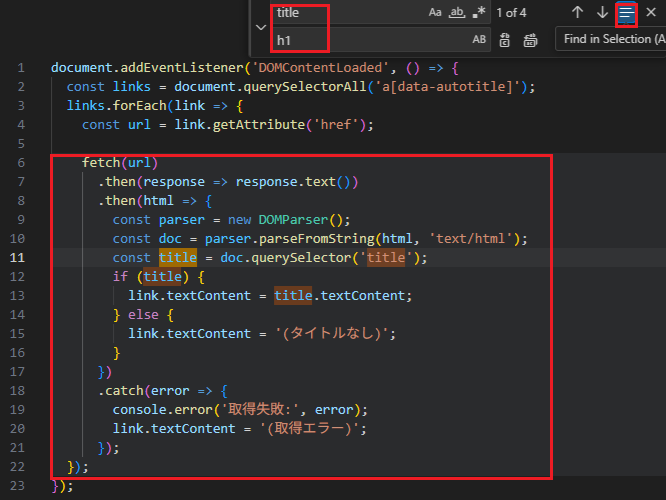 title Aa ab .* 1 of 4
h1 AB Find in Selection (A
1 document.addEventListener('DOMContentLoaded', () => {
2 const links = document.querySelectorAll('a[data-autotitle]');
3 links.forEach(link => {
4 const url = link.getAttribute('href');
5
6 fetch(url)
7 .then(response => response.text())
8 .then(html => {
9 const parser = new DOMParser();
10 const doc = parser.parseFromString(html, 'text/html');
11 const title = doc.querySelector('title');
12 if (title) {
13 link.textContent = title.textContent;
14 } else {
15 link.textContent = '(タイトルなし)';
16 }
17 })
18 .catch(error => {
19 console.error('取得失敗:', error);
20 link.textContent = '(取得エラー)';
21 });
22 });
23 });